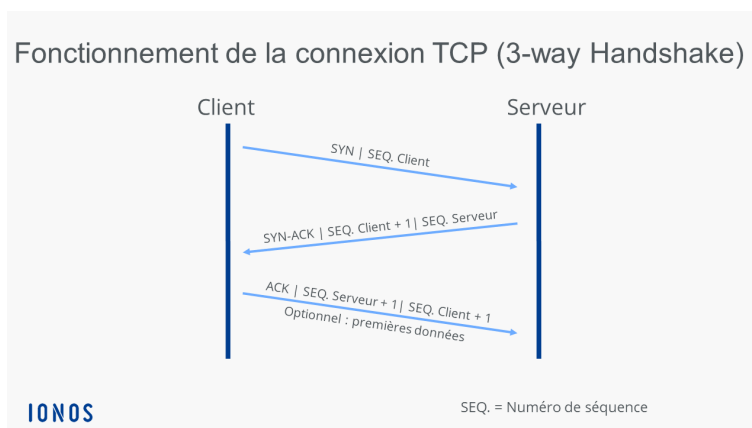 Fonctionnement de la connexion TCP (3-way Handshake)
Client
Serveur
SYN | SEQ. Client
SYN-ACK | SEQ. Client + 1| SEQ. Serveur
ACK | SEQ. Serveur + 1| SEQ. Client + 1
Optionnel : premières données
IONOS
SEQ. = Numéro de séquence